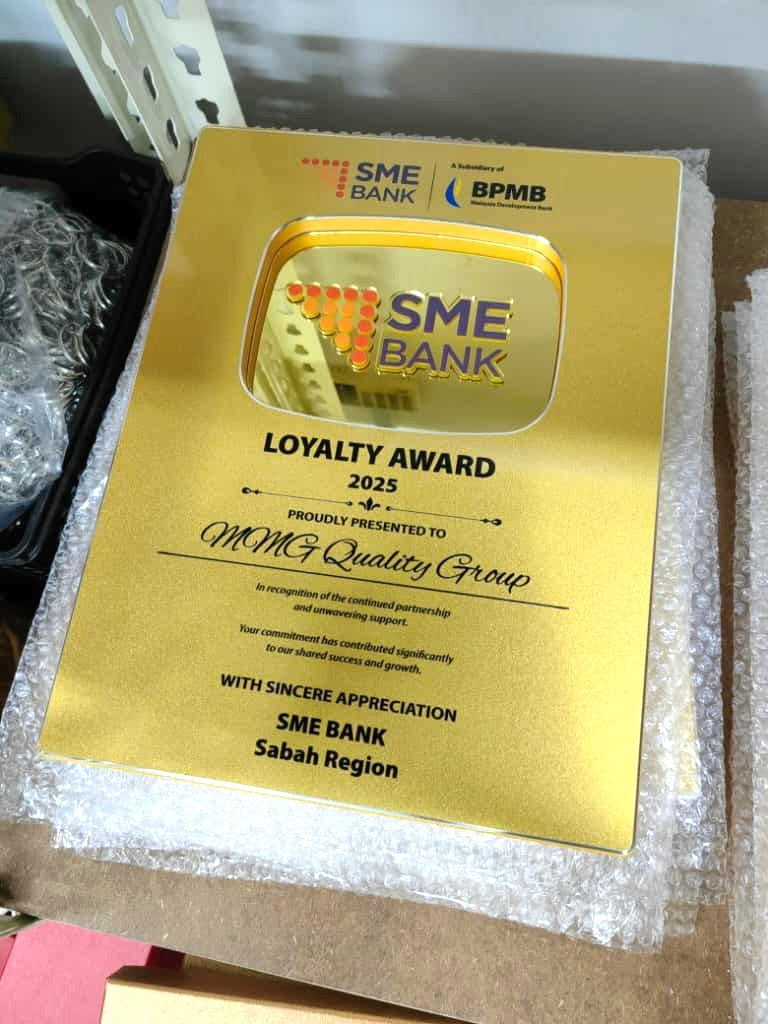 SME BANK
A Subsidiary of
BPMB
Malaysia Development Bank
SME
BANK
LOYALTY AWARD
2025
PROUDLY PRESENTED TO
MMG Quality Group
In recognition of the continued partnership
and unwavering support.
Your commitment has contributed significantly
to our shared success and growth.
WITH SINCERE APPRECIATION
SME BANK
Sabah Region